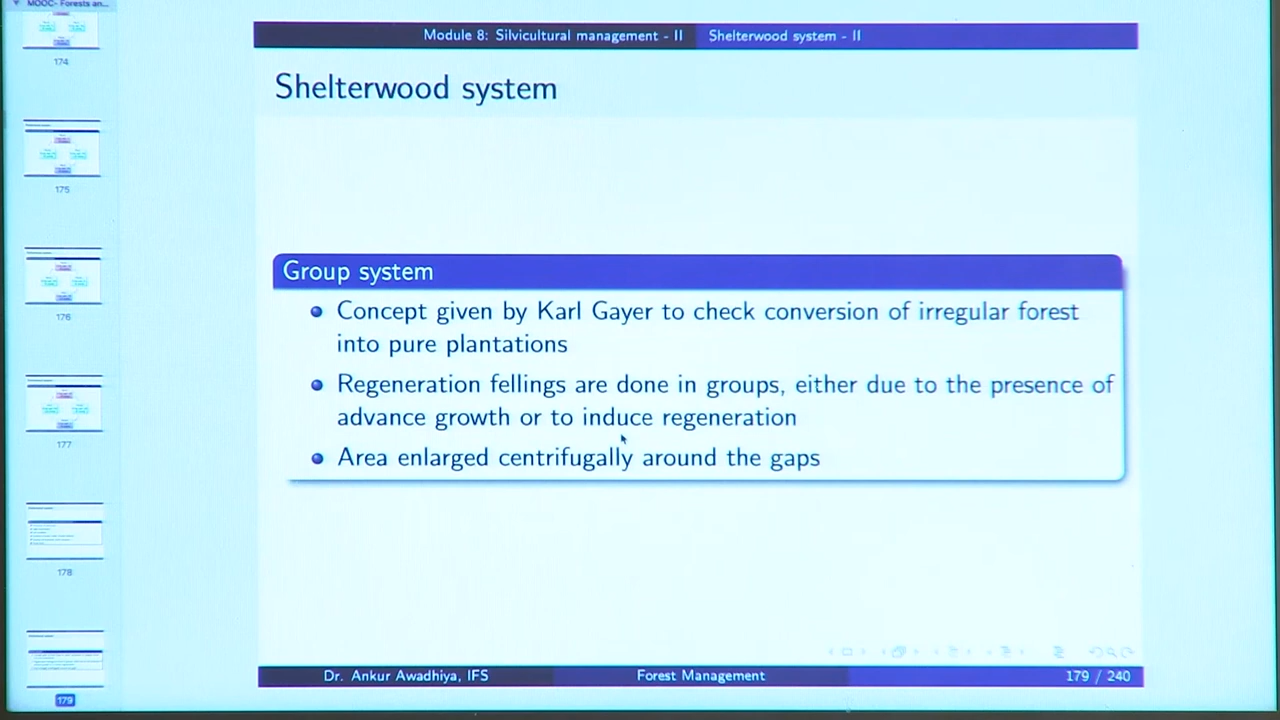 MOOC- Forests an...
174
175
176
177
178
179
Module 8: Silvicultural management - II Shelterwood system - II
Shelterwood system
Group system
Concept given by Karl Gayer to check conversion of irregular forest
into pure plantations
Regeneration fellings are done in groups, either due to the presence of
advance growth or to induce regeneration
Area enlarged centrifugally around the gaps
Dr. Ankur Awadhiya, IFS Forest Management 179 / 240